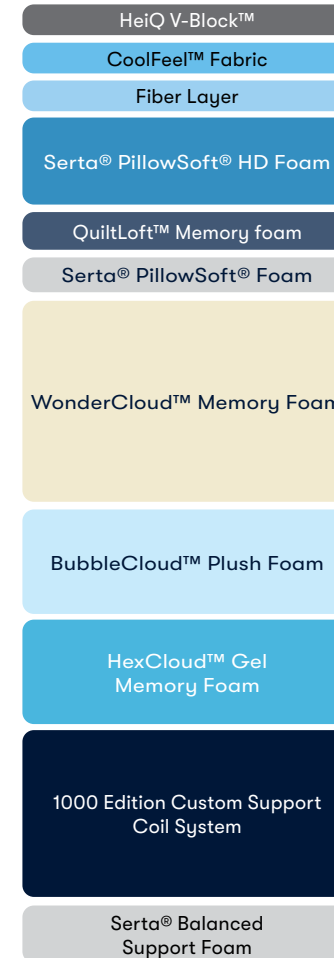 HeiQ V-Block™
CoolFeel™ Fabric
Fiber Layer
Serta® PillowSoft® HD Foam
QuiltLoft™ Memory foam
Serta® PillowSoft® Foam
WonderCloud™ Memory Foam
BubbleCloud™ Plush Foam
HexCloud™ Gel
Memory Foam
1000 Edition Custom Support
Coil System
Serta® Balanced
Support Foam